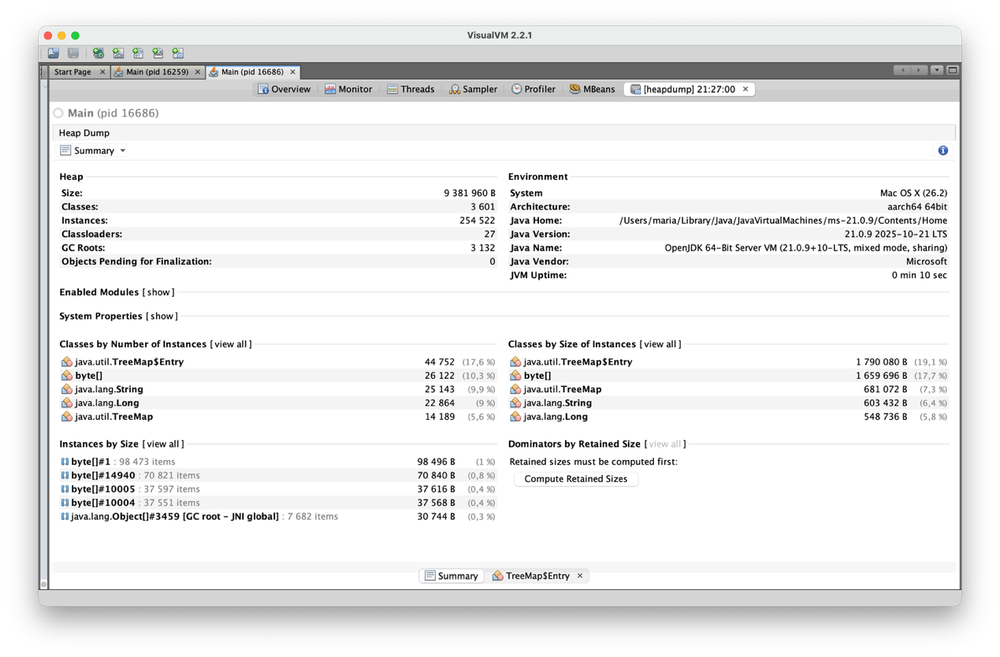 VisualVM 2.2.1
Start Page
Main (pid 16259)
Main (pid 16686)
Overview
Monitor
Threads
Sampler
Profiler
MBeans
[heapdump] 21:27:00
Main (pid 16686)
Heap Dump
Summary
Heap
Size: 9 381 960 B
Classes: 3 601
Instances: 254 522
Classloaders: 27
GC Roots: 3 132
Objects Pending for Finalization: 0
Environment
System Mac OS X (26.2)
Architecture: aarch64 64bit
Java Home: /Users/maria/Library/Java/JavaVirtualMachines/ms-21.0.9/Contents/Home
Java Version: 21.0.9 2025-10-21 LTS
Java Name: OpenJDK 64-Bit Server VM (21.0.9+10-LTS, mixed mode, sharing)
Java Vendor: Microsoft
JVM Uptime: 0 min 10 sec
Enabled Modules [ show ]
System Properties [ show ]
Classes by Number of Instances [ view all ]
java.util.TreeMap$Entry 44 752 (17,6 %)
byte[] 26 122 (10,3 %)
java.lang.String 25 143 (9,9 %)
java.lang.Long 22 864 (9 %)
java.util.TreeMap 14 189 (5,6 %)
Classes by Size of Instances [ view all ]
java.util.TreeMap$Entry 1 790 080 B (19,1 %)
byte[] 1 659 696 B (17,7 %)
java.util.TreeMap 681 072 B (7,3 %)
java.lang.String 603 432 B (6,4 %)
java.lang.Long 548 736 B (5,8 %)
Instances by Size [ view all ]
byte[]#1 : 98 473 items 98 496 B (1 %)
byte[]#14940 : 70 821 items 70 840 B (0,8 %)
byte[]#10005 : 37 597 items 37 616 B (0,4 %)
byte[]#10004 : 37 551 items 37 568 B (0,4 %)
java.lang.Object[]#3459 [GC root - JNI global] : 7 682 items 30 744 B (0,3 %)
Dominators by Retained Size [ view all ]
Retained sizes must be computed first:
Compute Retained Sizes
Summary
TreeMap$Entry